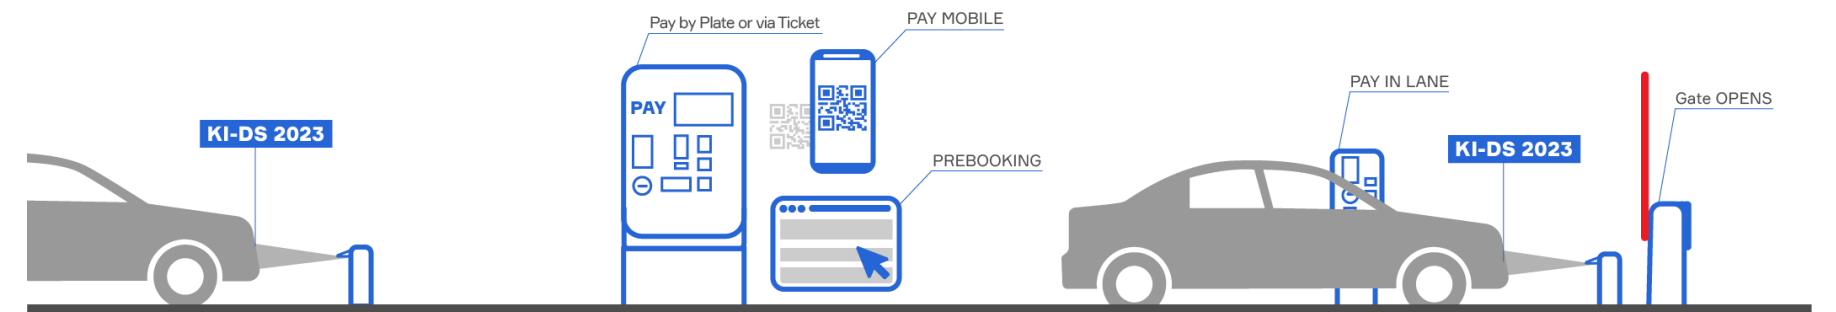 KI-DS 2023
Pay by Plate or via Ticket
PAY
PAY MOBILE
PREBOOKING
PAY IN LANE
KI-DS 2023
Gate OPENS